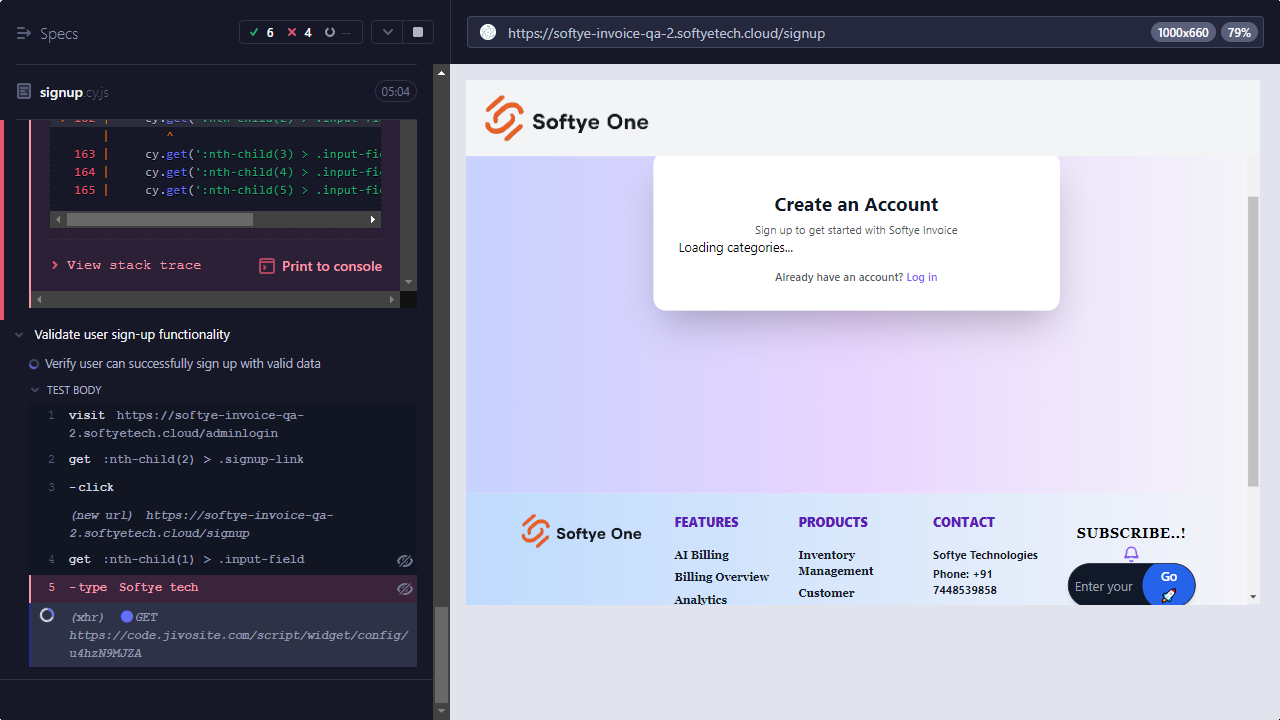 Specs
6
4
--
signup.cy.js
05:04
> 162 | cy.get(':nth-child(2) > .input-fi
| ^
163 | cy.get(':nth-child(3) > .input-fie
164 | cy.get(':nth-child(4) > .input-fie
165 | cy.get(':nth-child(5) > .input-fie
> View stack trace
Print to console
Validate user sign-up functionality
Verify user can successfully sign up with valid data
TEST BODY
1 visit https://softye-invoice-qa-
2.softyetech.cloud/adminlogin
2 get :nth-child(2) > .signup-link
3 -click
(new url) https://softye-invoice-qa-
2.softyetech.cloud/signup
4 get :nth-child(1) > .input-field
5 -type Softye tech
(xhr) GET
https://code.jivosite.com/script/widget/config/
u4hzN9MJZA
https://softye-invoice-qa-2.softyetech.cloud/signup
1000x660
79%
Softye One
Create an Account
Sign up to get started with Softye Invoice
Loading categories...
Already have an account? Log in
Softye One
FEATURES
AI Billing
Billing Overview
Analytics
PRODUCTS
Inventory
Management
Customer
CONTACT
Softye Technologies
Phone: +91
7448539858
SUBSCRIBE..!
Enter your
Go